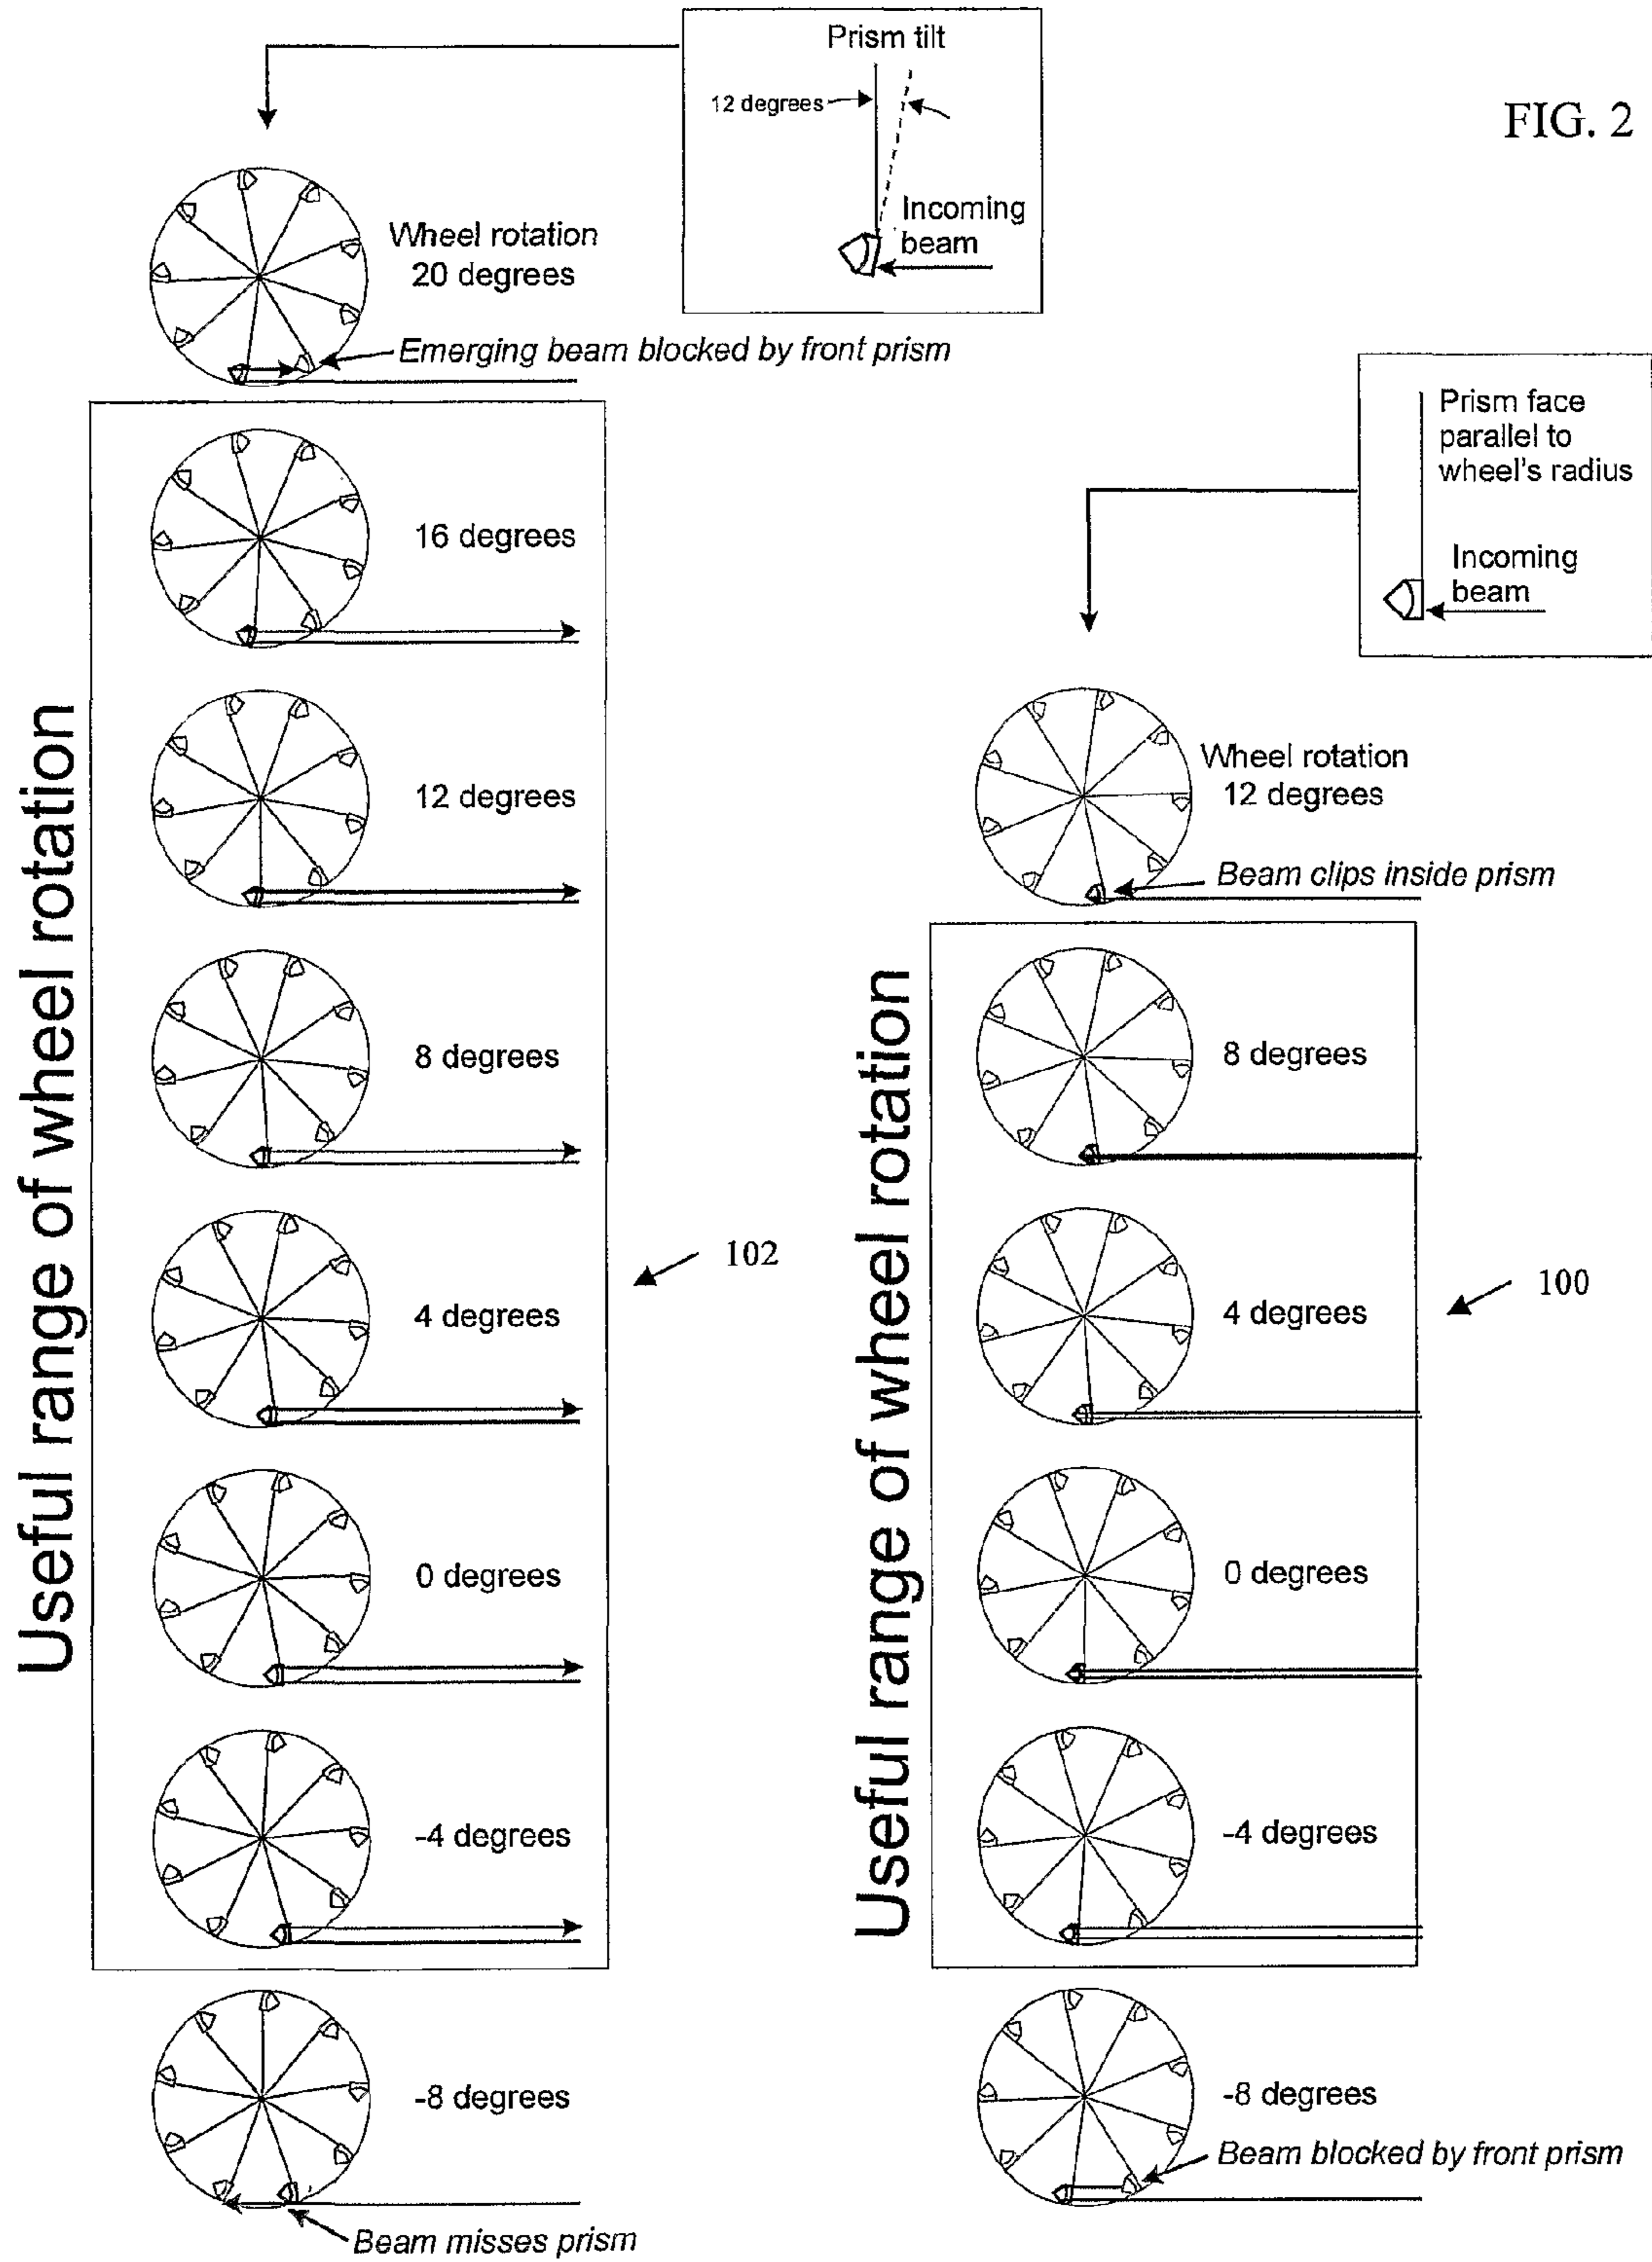 FIG. 2
Prism tilt
12 degrees
Incoming
beam
Wheel rotation
20 degrees
Emerging beam blocked by front prism
Useful range of wheel rotation
16 degrees
12 degrees
8 degrees
4 degrees
0 degrees
-4 degrees
102
-8 degrees
Beam misses prism
Prism face
parallel to
wheel's radius
Incoming
beam
Wheel rotation
12 degrees
Beam clips inside prism
Useful range of wheel rotation
8 degrees
4 degrees
0 degrees
-4 degrees
100
-8 degrees
Beam blocked by front prism